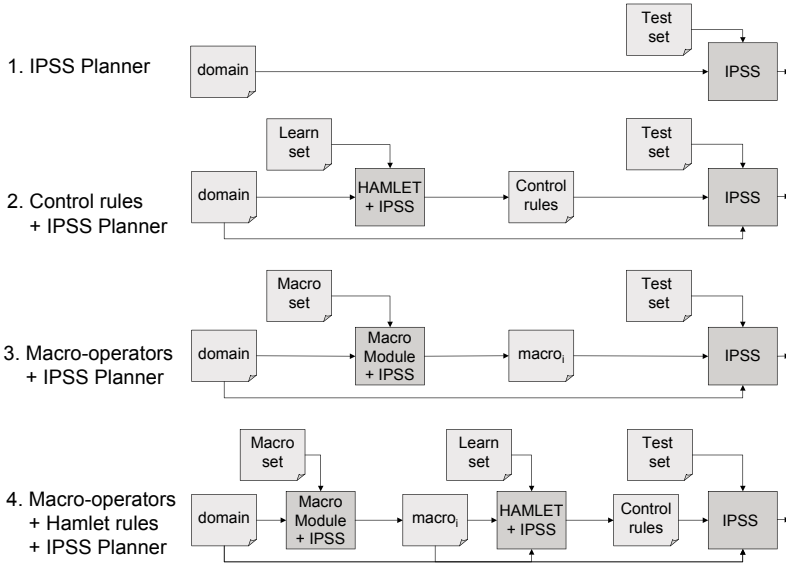 Test
set
1. IPSS Planner
domain
IPSS
Learn
set
Test
set
2. Control rules
+ IPSS Planner
domain
HAMLET
+ IPSS
Control
rules
IPSS
Macro
set
Test
set
3. Macro-operators
+ IPSS Planner
domain
Macro
Module
+ IPSS
macroi
IPSS
Macro
set
Learn
set
Test
set
4. Macro-operators
+ Hamlet rules
+ IPSS Planner
domain
Macro
Module
+ IPSS
macroi
HAMLET
+ IPSS
Control
rules
IPSS